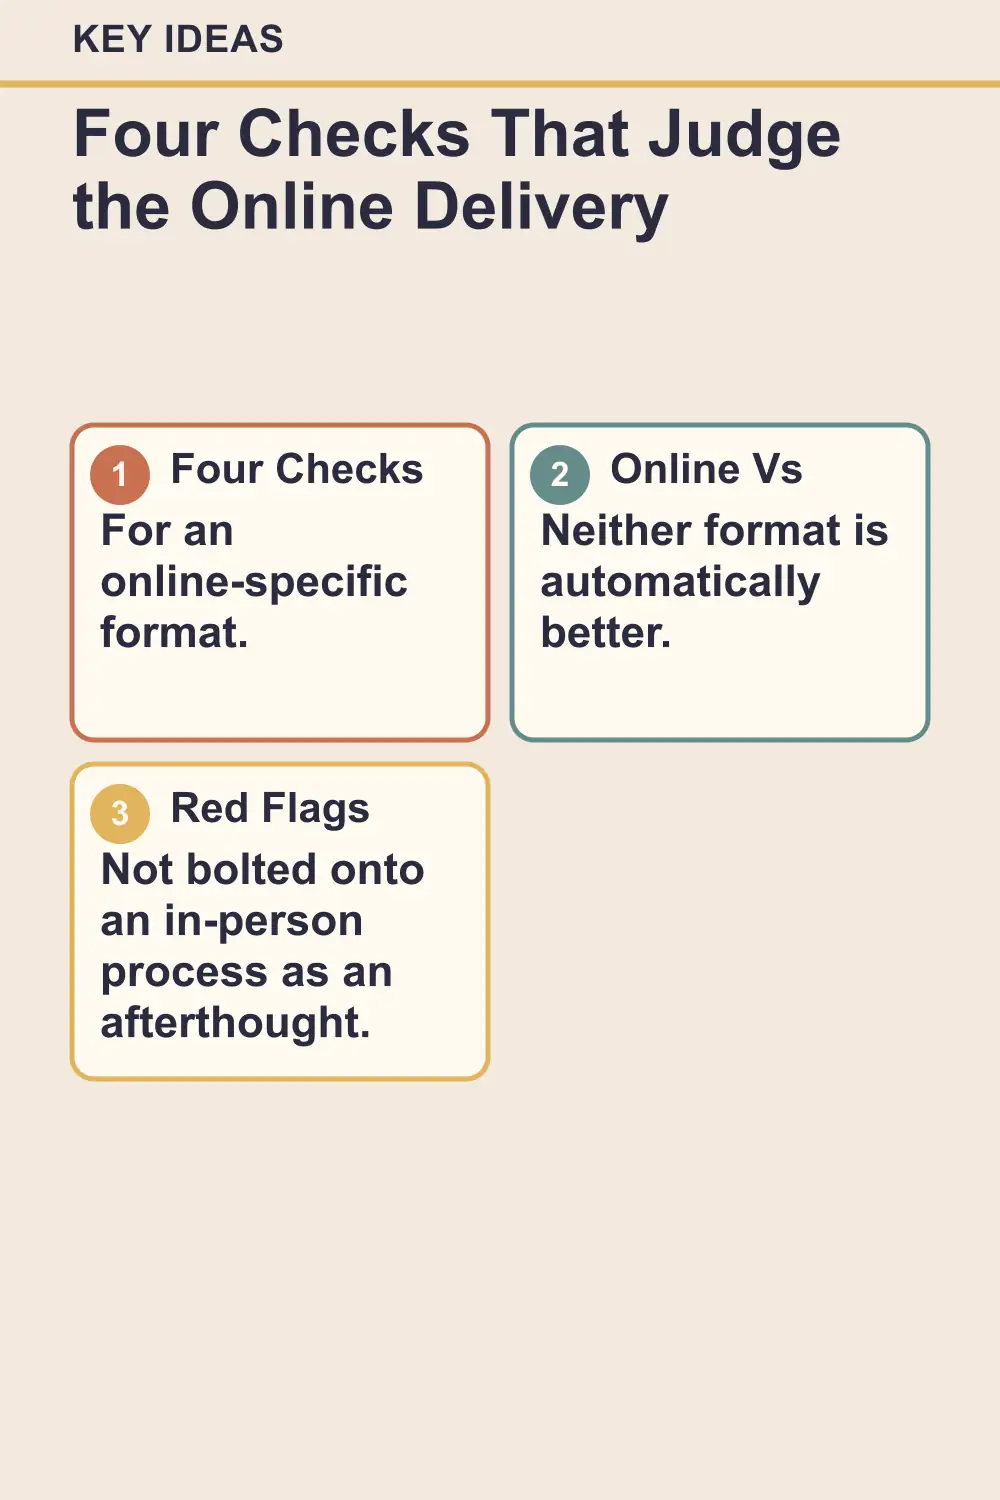 KEY IDEAS
Four Checks That Judge
the Online Delivery
1 Four Checks
For an
online-specific
format.
2 Online Vs
Neither format is
automatically
better.
3 Red Flags
Not bolted onto
an in-person
process as an
afterthought.